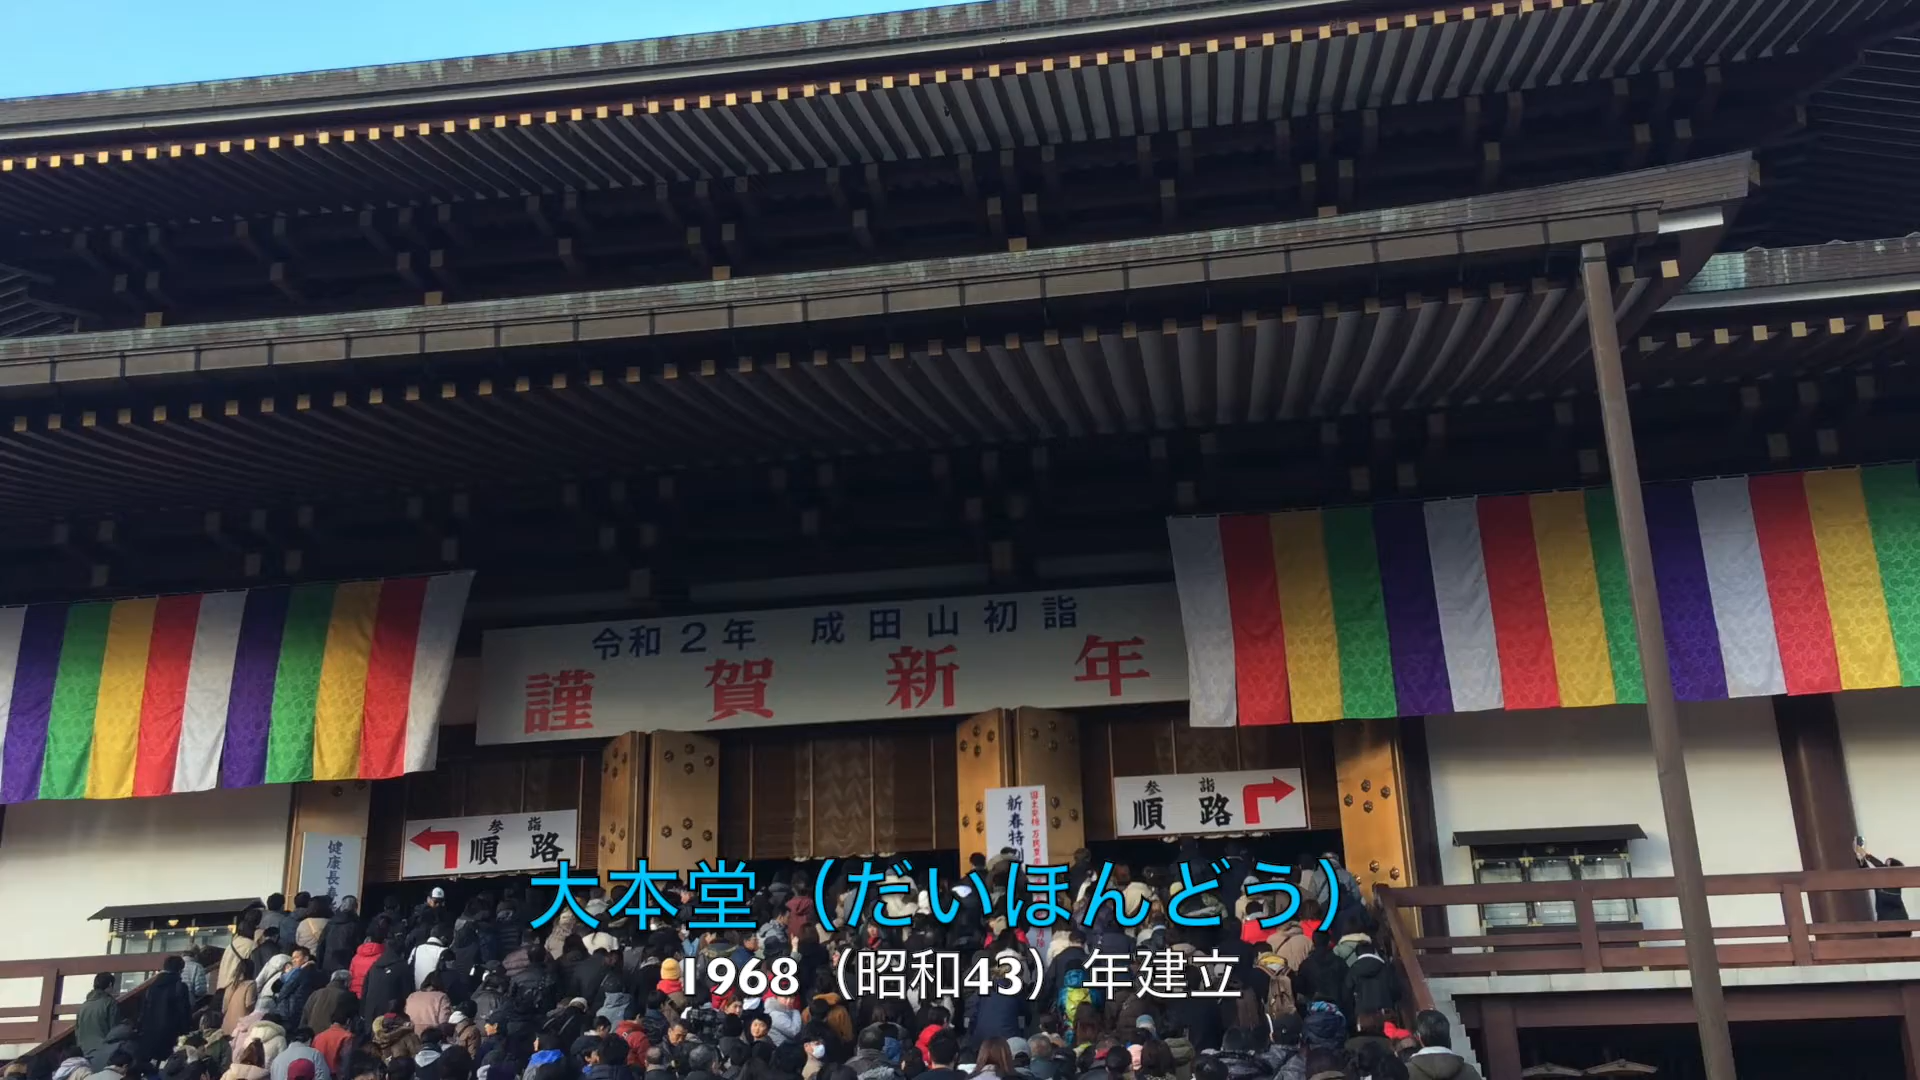 令和2年 成田山初詣
謹賀新年
参詣
順路
参詣
順路
新春特別
健康長寿
大本堂（だいほんどう）
1968（昭和43）年建立